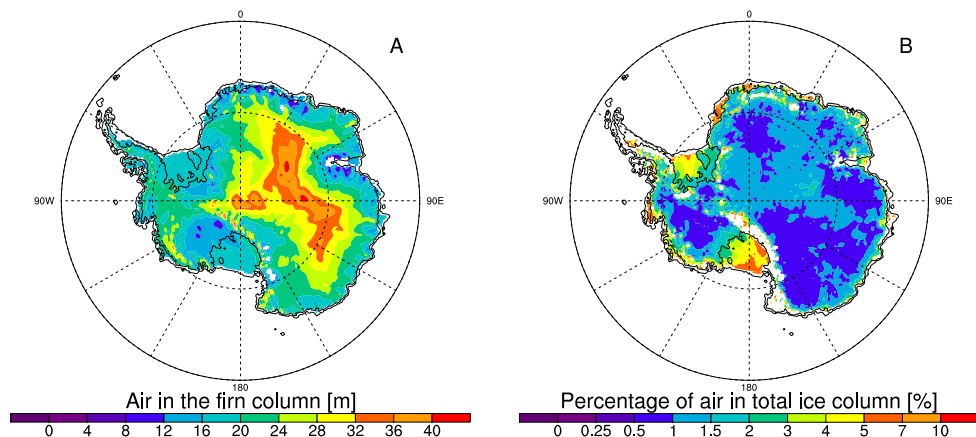 0
A
90W
90E
180
Air in the firn column [m]
0 4 8 12 16 20 24 28 32 36 40
0
B
90W
90E
180
Percentage of air in total ice column [%]
0 0.25 0.5 1 1.5 2 3 4 5 7 10